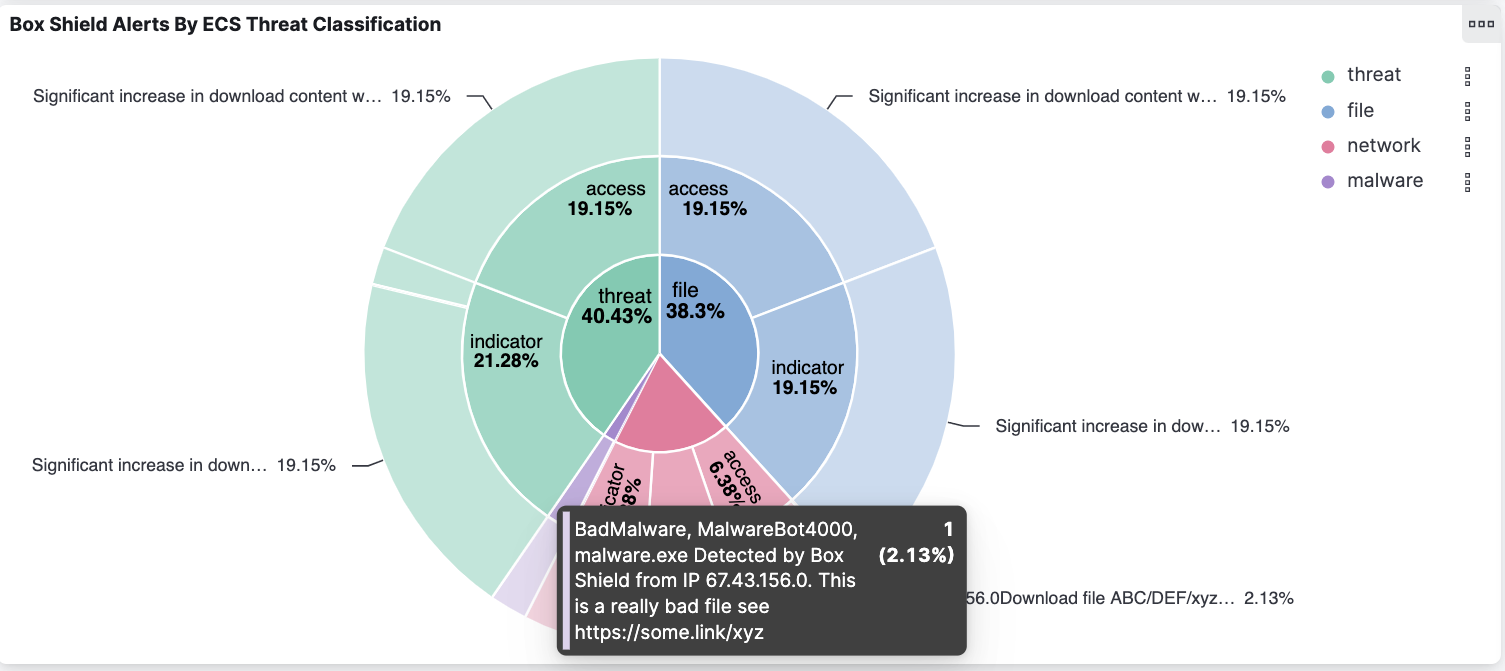 Box Shield Alerts By ECS Threat Classification
Significant increase in download content w… 19.15%
Significant increase in download content w… 19.15%
threat
file
network
malware
access
19.15%
access
19.15%
threat
40.43%
file
38.3%
indicator
21.28%
indicator
19.15%
Significant increase in dow… 19.15%
Significant increase in down… 19.15%
access
6.38%
BadMalware, MalwareBot4000,
malware.exe Detected by Box
Shield from IP 67.43.156.0. This
is a really bad file see
https://some.link/xyz
1
(2.13%)
56.0Download file ABC/DEF/xyz… 2.13%